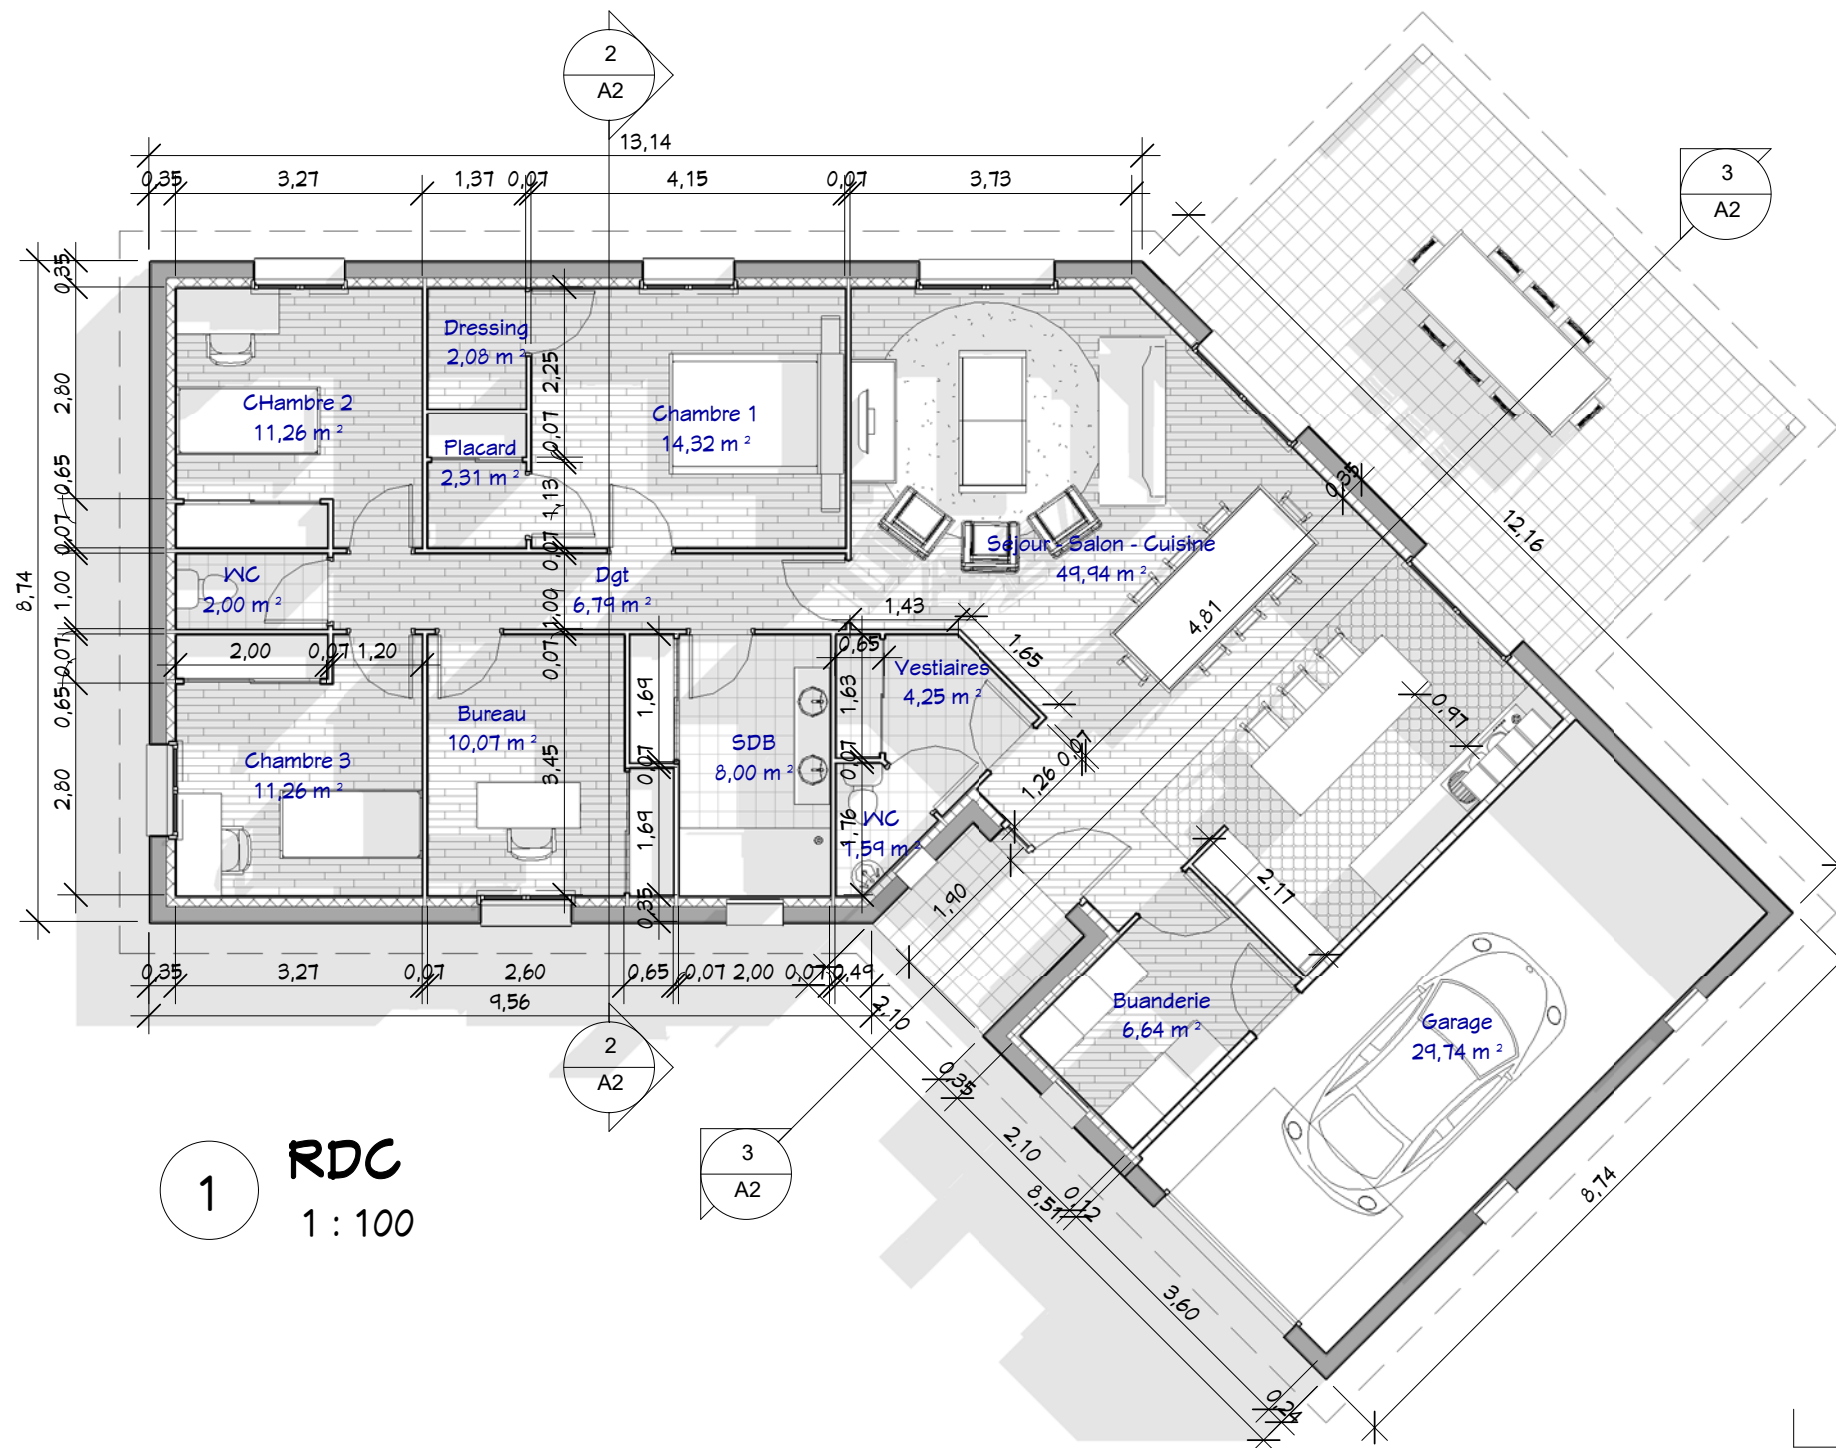 2
A2
13,14
0,35
3,27
1,37
0,07
4,15
0,07
3,73
3
A2
0,35
2,80
0,65
0,07
1,00
0,07
0,65
2,80
8,74
Dressing
2,08 m²
2,25
CHambre 2
11,26 m²
Chambre 1
14,32 m²
0,07
Placard
2,31 m²
1,13
0,07
0,35
12,16
Séjour - Salon - Cuisine
49,94 m²
WC
2,00 m²
Dgt
6,79 m²
1,00
1,43
4,81
2,00
0,07
1,20
0,07
0,65
1,65
Vestiaires
4,25 m²
1,69
1,63
0,97
Bureau
10,07 m²
SDB
8,00 m²
Chambre 3
11,26 m²
3,45
0,07
0,07
1,26
0,07
1,69
1,76
WC
1,59 m²
2,17
1,90
0,35
0,35
3,27
0,07
2,60
0,65
0,07
2,00
0,07
0,49
9,56
2,10
Buanderie
6,64 m²
Garage
29,74 m²
2
A2
0,35
2,10
3
A2
8,51
0,12
8,74
3,60
0,24
1
RDC
1 : 100